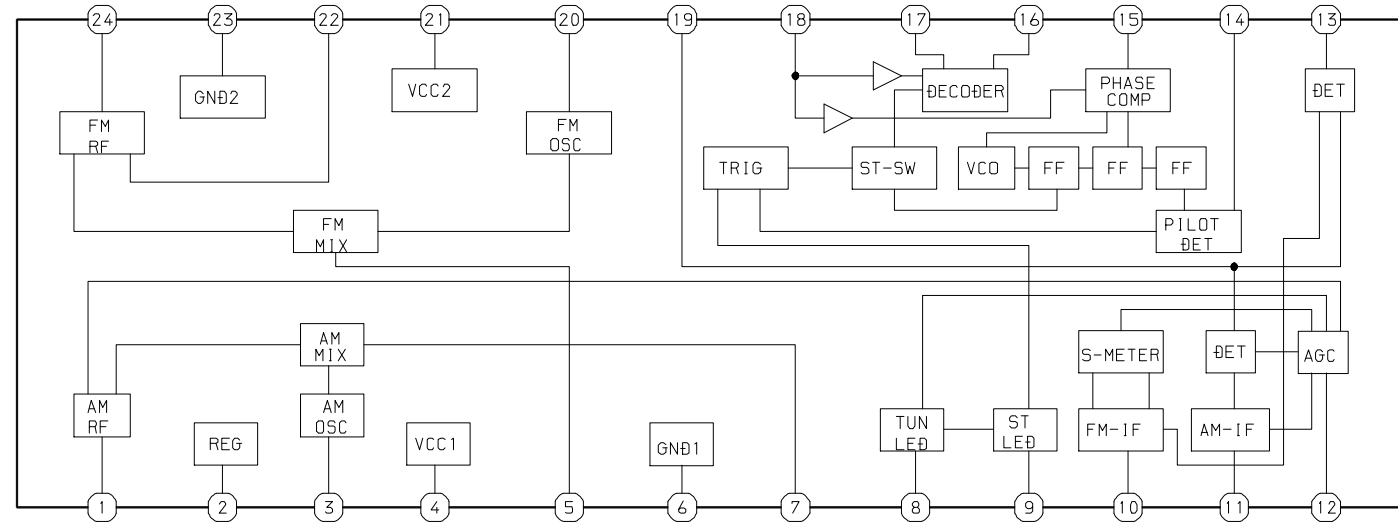 24 23 22 21 20 19 18 17 16 15 14 13
GND2
VCC2
DECODER
PHASE
COMP
DET
FM
RF
FM
OSC
TRIG
ST-SW
VCO
FF
FF
FF
FM
MIX
PILOT
DET
AM
MIX
S-METER
DET
AGC
AM
RF
REG
AM
OSC
VCC1
GND1
TUN
LED
ST
LED
FM-IF
AM-IF
1 2 3 4 5 6 7 8 9 10 11 12